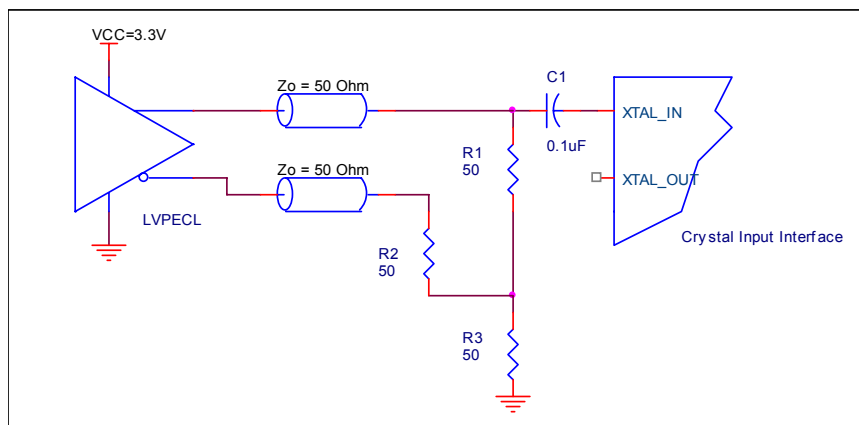 VCC=3.3V
Zo = 50 Ohm
C1
XTAL_IN
0.1uF
R1
50
Zo = 50 Ohm
XTAL_OUT
LVPECL
Crystal Input Interface
R2
50
R3
50